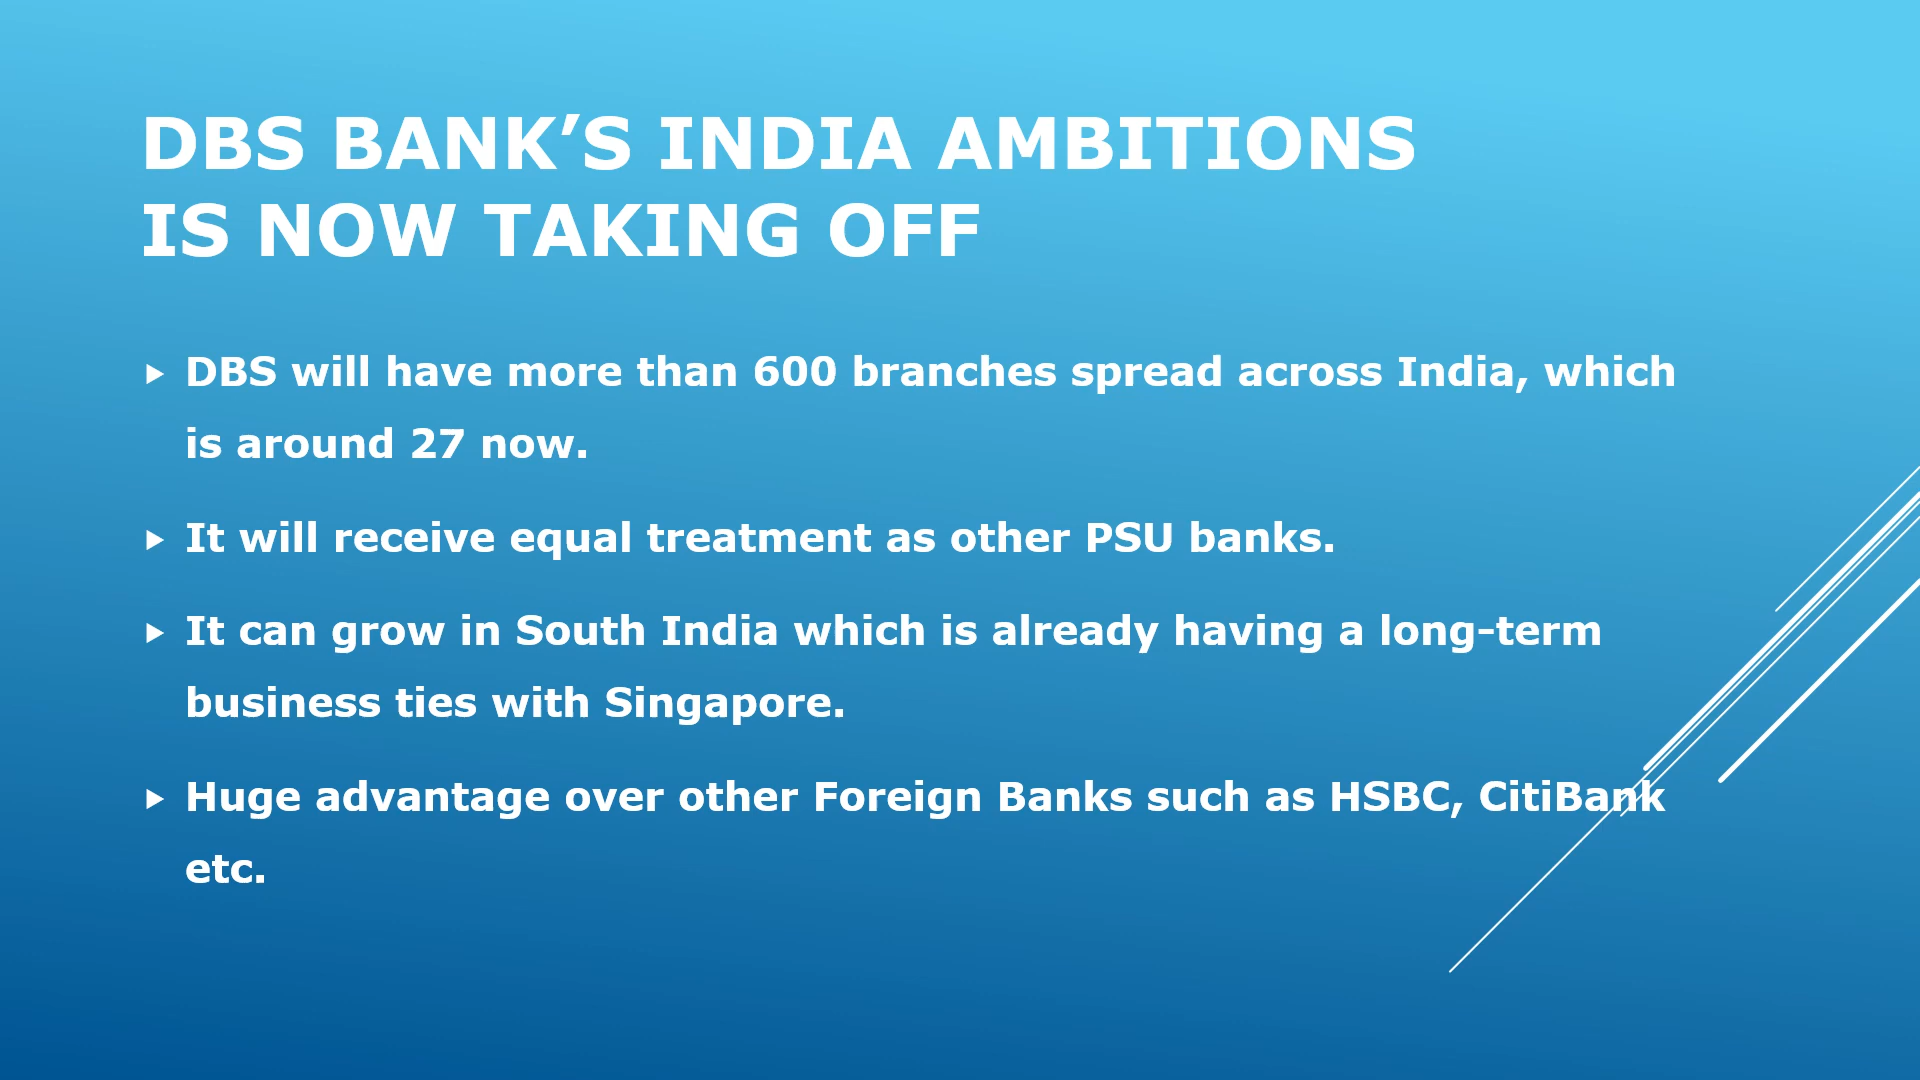 DBS BANK’S INDIA AMBITIONS
IS NOW TAKING OFF
DBS will have more than 600 branches spread across India, which
is around 27 now.
It will receive equal treatment as other PSU banks.
It can grow in South India which is already having a long-term
business ties with Singapore.
Huge advantage over other Foreign Banks such as HSBC, CitiBank
etc.